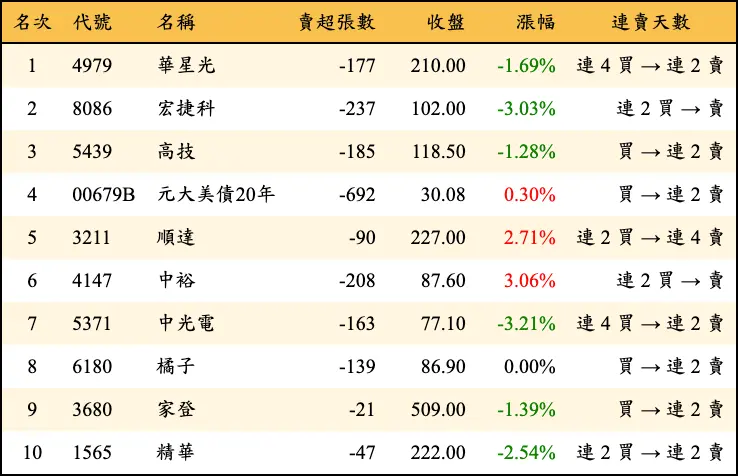 名次 代號 名稱 賣超張數 收盤 漲幅 連賣天數
1 4979 華星光 -177 210.00 -1.69% 連 4 買 → 連 2 賣
2 8086 宏捷科 -237 102.00 -3.03% 連 2 買 → 賣
3 5439 高技 -185 118.50 -1.28% 買 → 連 2 賣
4 00679B 元大美債20年 -692 30.08 0.30% 買 → 連 2 賣
5 3211 順達 -90 227.00 2.71% 連 2 買 → 連 4 賣
6 4147 中裕 -208 87.60 3.06% 連 2 買 → 賣
7 5371 中光電 -163 77.10 -3.21% 連 4 買 → 連 2 賣
8 6180 橘子 -139 86.90 0.00% 買 → 連 2 賣
9 3680 家登 -21 509.00 -1.39% 買 → 連 2 賣
10 1565 精華 -47 222.00 -2.54% 連 2 買 → 連 2 賣